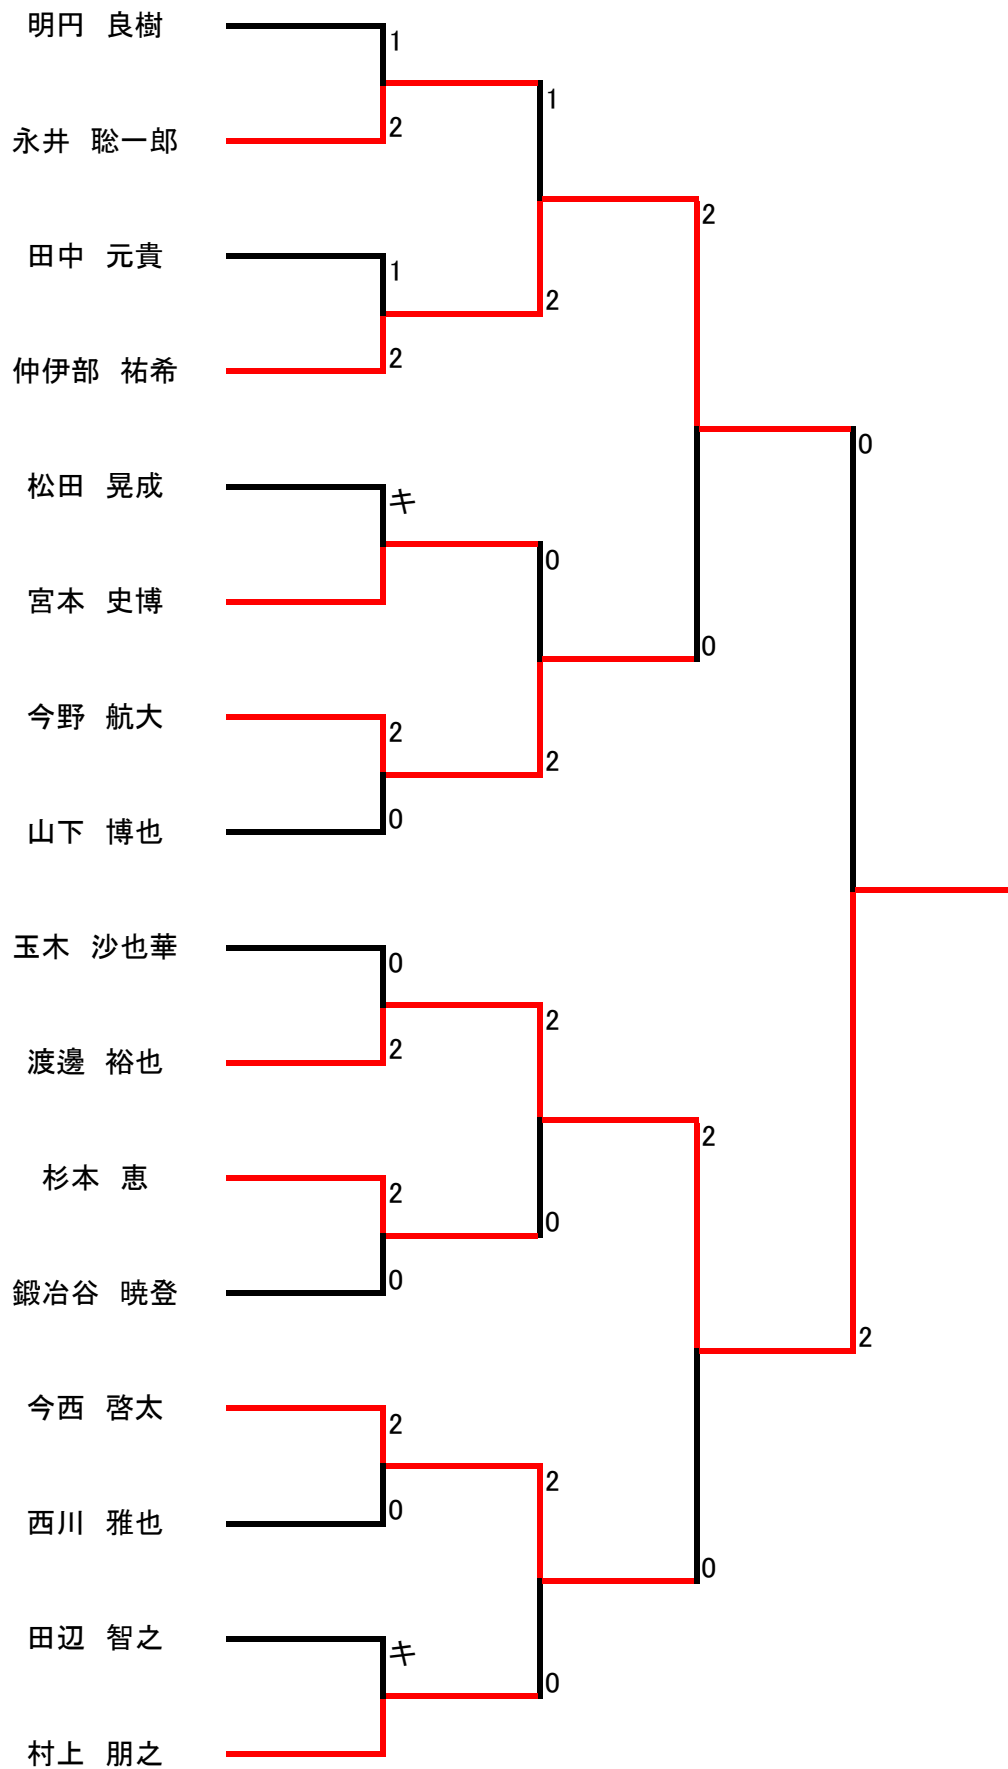 明円 良樹
1
永井 聡一郎
2
1
田中 元貴
1
仲伊部 祐希
2
2
2
松田 晃成
キ
宮本 史博
0
今野 航大
2
山下 博也
0
2
0
0
玉木 沙也華
0
渡邊 裕也
2
2
杉本 恵
2
鍛冶谷 暁登
0
0
2
今西 啓太
2
西川 雅也
0
2
田辺 智之
キ
村上 朋之
0
0
2